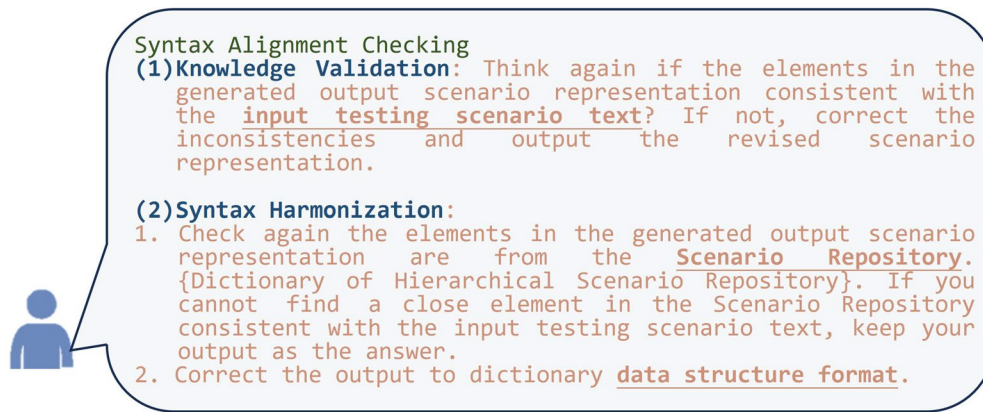 Syntax Alignment Checking
(1)Knowledge Validation: Think again if the elements in the
generated output scenario representation consistent with
the input testing scenario text? If not, correct the
inconsistencies and output the revised scenario
representation.
(2)Syntax Harmonization:
1. Check again the elements in the generated output scenario
representation are from the Scenario Repository.
{Dictionary of Hierarchical Scenario Repository}. If you
cannot find a close element in the Scenario Repository
consistent with the input testing scenario text, keep your
output as the answer.
2. Correct the output to dictionary data structure format.